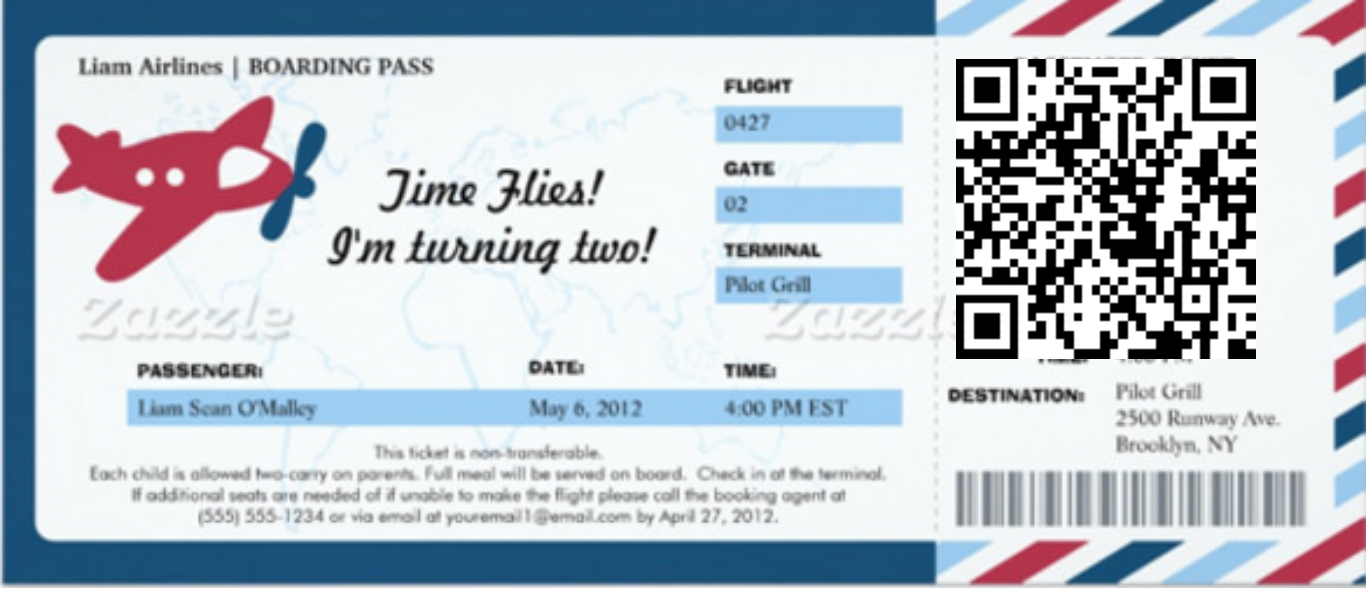 Liam Airlines | BOARDING PASS
Time Flies!
I'm turning two!
FLIGHT
0427
GATE
02
TERMINAL
Pilot Grill
Zazzle
Zazzle
PASSENGER: DATE: TIME:
Liam Sean O'Malley May 6, 2012 4:00 PM EST
This ticket is non-transferable.
Each child is allowed two-carry on parents. Full meal will be served on board. Check in at the terminal.
If additional seats are needed of if unable to make the flight please call the booking agent at
(555) 555-1234 or via email at youremail1@email.com by April 27, 2012.
DESTINATION: Pilot Grill
2500 Runway Ave.
Brooklyn, NY